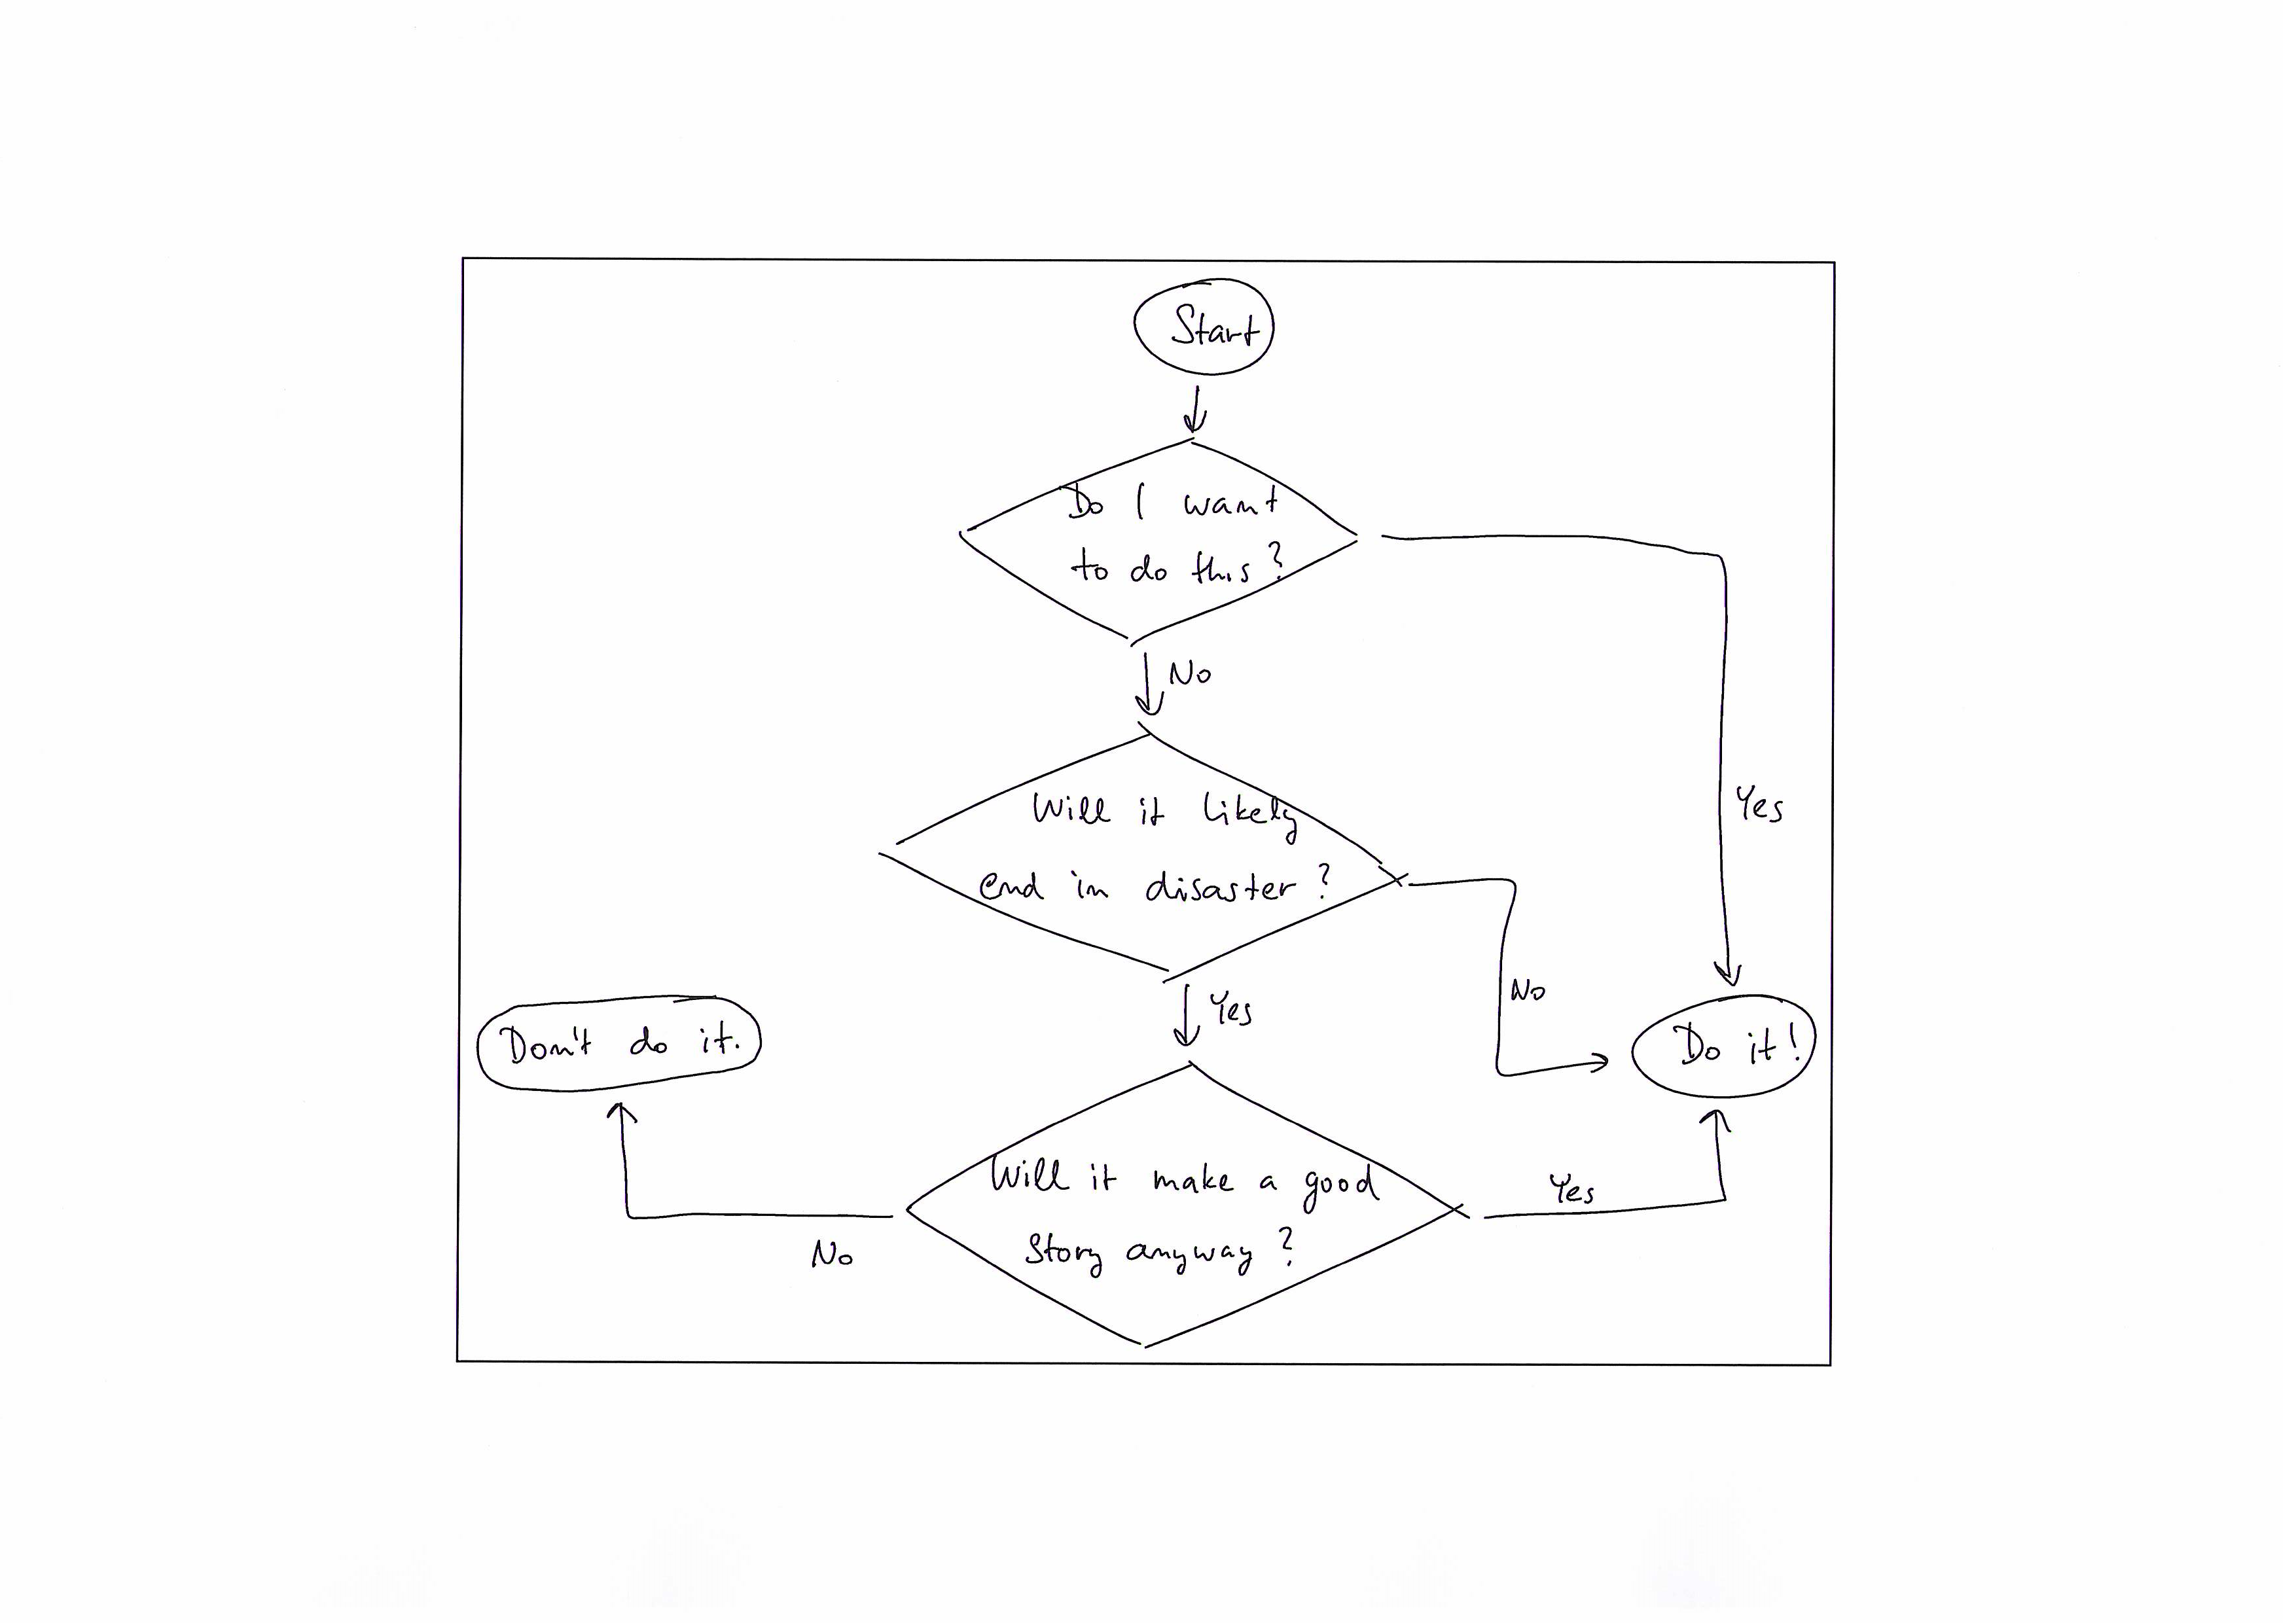 Start
Do I want
to do this?
No
Yes
Will it likely
end in disaster?
No
Yes
Don't do it.
Do it!
Will it make a good
Story anyway?
Yes
No